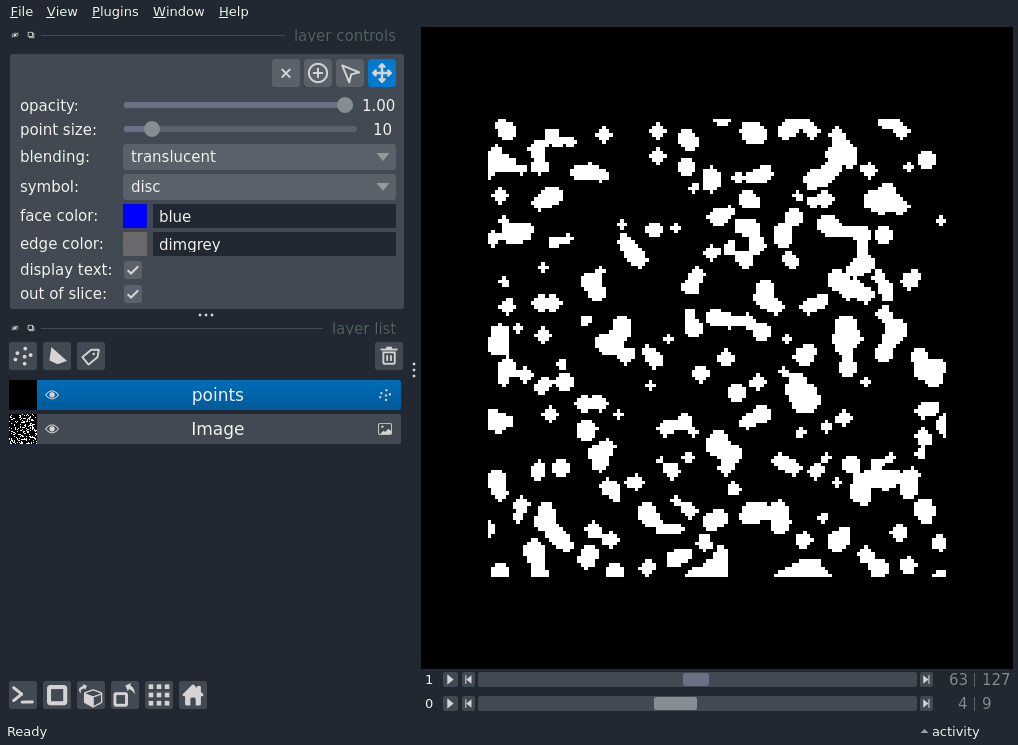 File View Plugins Window Help
layer controls
opacity: 1.00
point size: 10
blending: translucent
symbol: disc
face color: blue
edge color: dimgrey
display text:
out of slice:
layer list
points
Image
1 63 | 127
0 4 | 9
Ready activity